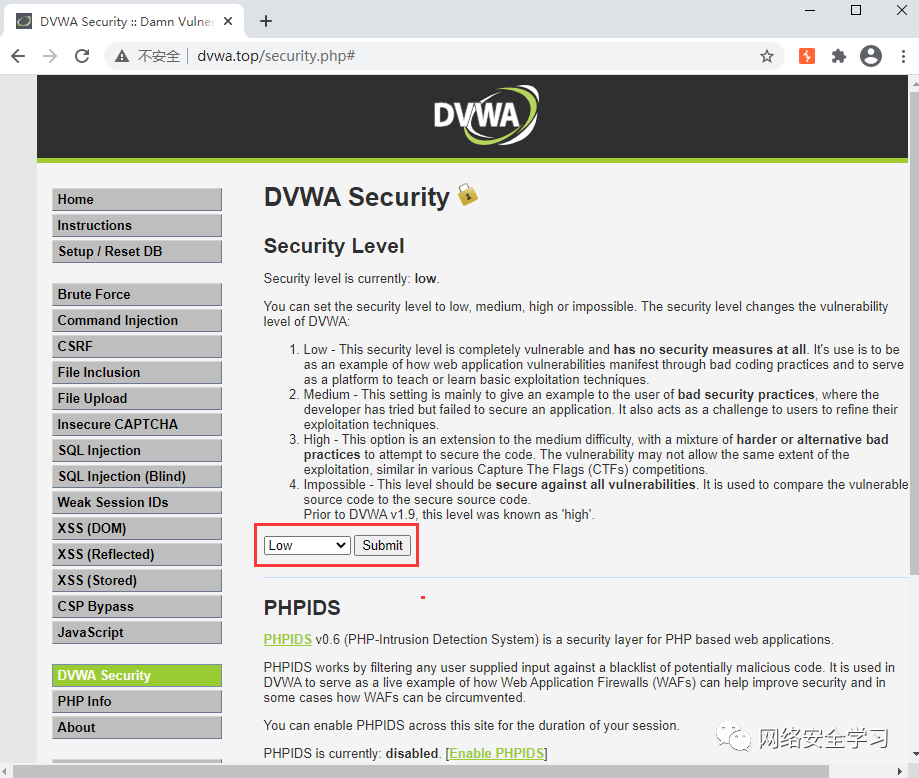 DVWA Security :: Damn Vulner
不安全
dvwa.top/security.php#
DVWA
Home
Instructions
Setup / Reset DB
Brute Force
Command Injection
CSRF
File Inclusion
File Upload
Insecure CAPTCHA
SQL Injection
SQL Injection (Blind)
Weak Session IDs
XSS (DOM)
XSS (Reflected)
XSS (Stored)
CSP Bypass
JavaScript
DVWA Security
PHP Info
About
DVWA Security
Security Level
Security level is currently: low.
You can set the security level to low, medium, high or impossible. The security level changes the vulnerability
level of DVWA:
1. Low - This security level is completely vulnerable and has no security measures at all. It's use is to be
as an example of how web application vulnerabilities manifest through bad coding practices and to serve
as a platform to teach or learn basic exploitation techniques.
2. Medium - This setting is mainly to give an example to the user of bad security practices, where the
developer has tried but failed to secure an application. It also acts as a challenge to users to refine their
exploitation techniques.
3. High - This option is an extension to the medium difficulty, with a mixture of harder or alternative bad
practices to attempt to secure the code. The vulnerability may not allow the same extent of the
exploitation, similar in various Capture The Flags (CTFs) competitions.
4. Impossible - This level should be secure against all vulnerabilities. It is used to compare the vulnerable
source code to the secure source code.
Prior to DVWA v1.9, this level was known as 'high'.
Low
Submit
PHPIDS
PHPIDS v0.6 (PHP-Intrusion Detection System) is a security layer for PHP based web applications.
PHPIDS works by filtering any user supplied input against a blacklist of potentially malicious code. It is used in
DVWA to serve as a live example of how Web Application Firewalls (WAFs) can help improve security and in
some cases how WAFs can be circumvented.
You can enable PHPIDS across this site for the duration of your session.
PHPIDS is currently: disabled. [Enable PHPIDS]
网络安全学习